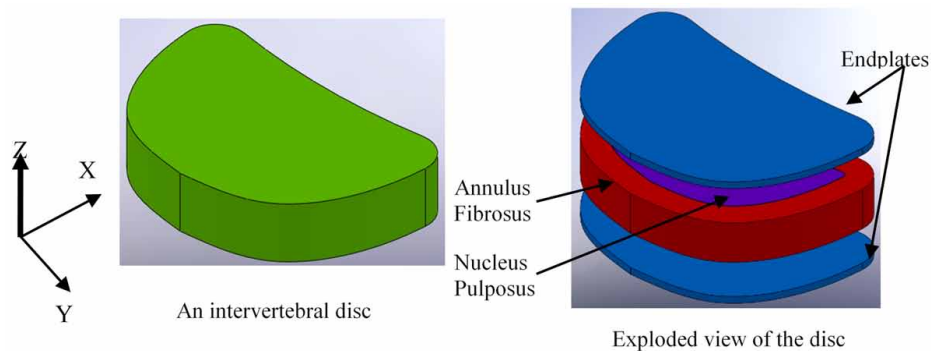 Z
X
Y
An intervertebral disc
Annulus
Fibrosus
Nucleus
Pulposus
Endplates
Exploded view of the disc